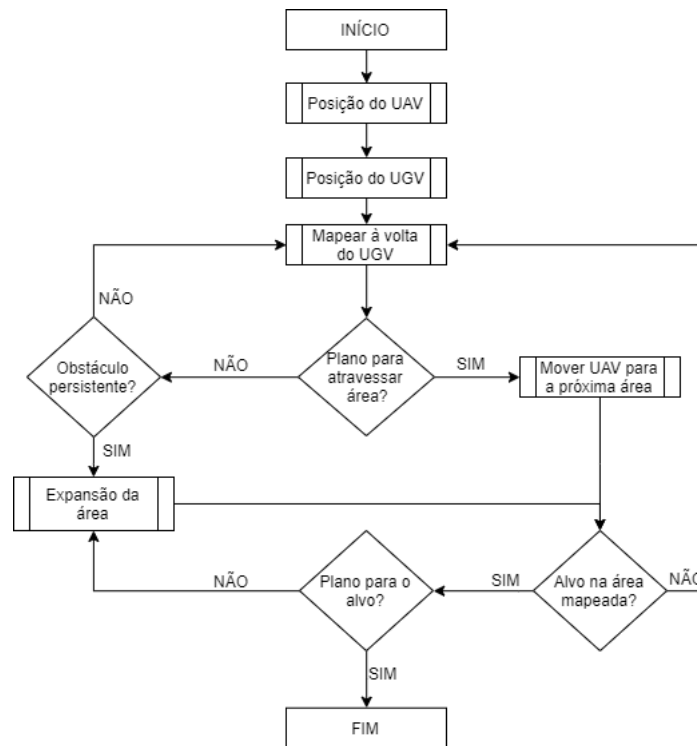 INÍCIO
Posição do UAV
Posição do UGV
Mapear à volta
do UGV
NÃO
Obstáculo
persistente?
NÃO
Plano para
atravessar
área?
SIM
Mover UAV para
a próxima área
SIM
Expansão da
área
NÃO
Plano para o
alvo?
SIM
Alvo na área
mapeada?
NÃO
SIM
FIM